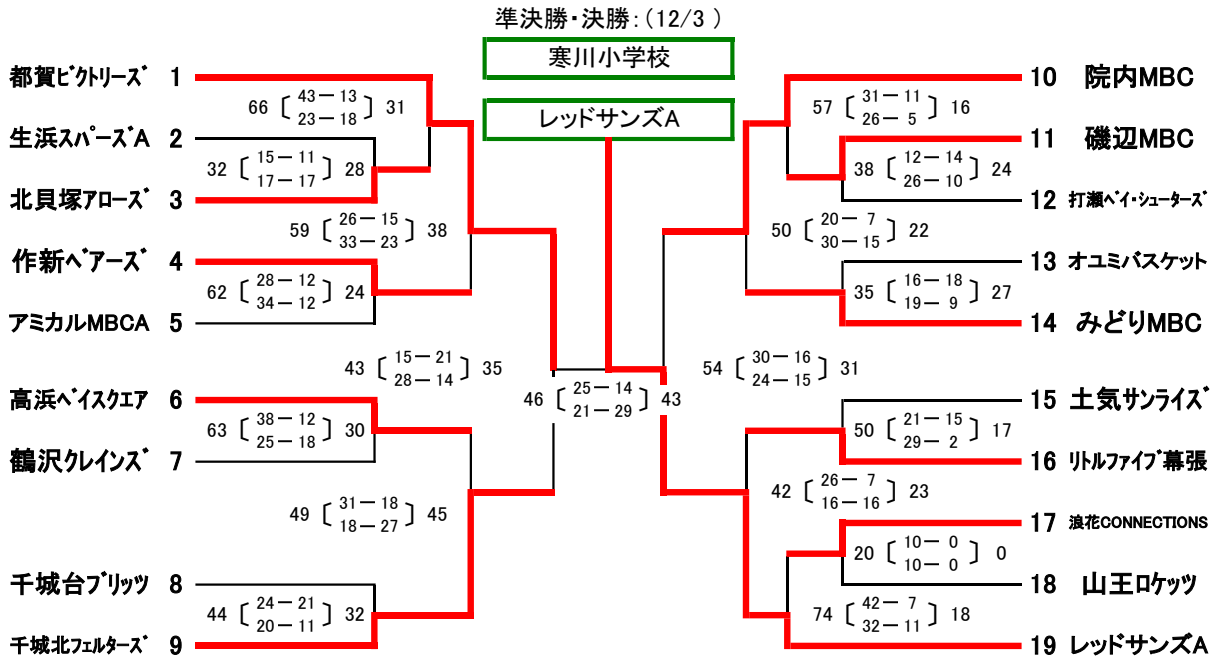 準決勝・決勝:(12/3 )
寒川小学校
レッドサンズA
都賀ビクトリーズ 1
66 〔 43－13 〕 31
23－18
生浜スパーズA 2
32 〔 15－11 〕 28
17－17
北貝塚アローズ 3
59 〔 26－15 〕 38
33－23
作新ベアーズ 4
62 〔 28－12 〕 24
34－12
アミカルMBCA 5
43 〔 15－21 〕 35
28－14
高浜ベイスクエア 6
63 〔 38－12 〕 30
25－18
鶴沢クレインズ 7
49 〔 31－18 〕 45
18－27
千城台ブリッツ 8
44 〔 24－21 〕 32
20－11
千城北フェルターズ 9
46 〔 25－14 〕 43
21－29
10 院内MBC
57 〔 31－11 〕 16
26－ 5
11 磯辺MBC
38 〔 12－14 〕 24
26－10
12 打瀬ベイ・シューターズ
50 〔 20－ 7 〕 22
30－15
13 オユミバスケット
35 〔 16－18 〕 27
19－ 9
14 みどりMBC
54 〔 30－16 〕 31
24－15
15 土気サンライズ
50 〔 21－15 〕 17
29－ 2
16 リトルファイブ幕張
42 〔 26－ 7 〕 23
16－16
17 浪花CONNECTIONS
20 〔 10－ 0 〕 0
10－ 0
18 山王ロケッツ
74 〔 42－ 7 〕 18
32－11
19 レッドサンズA